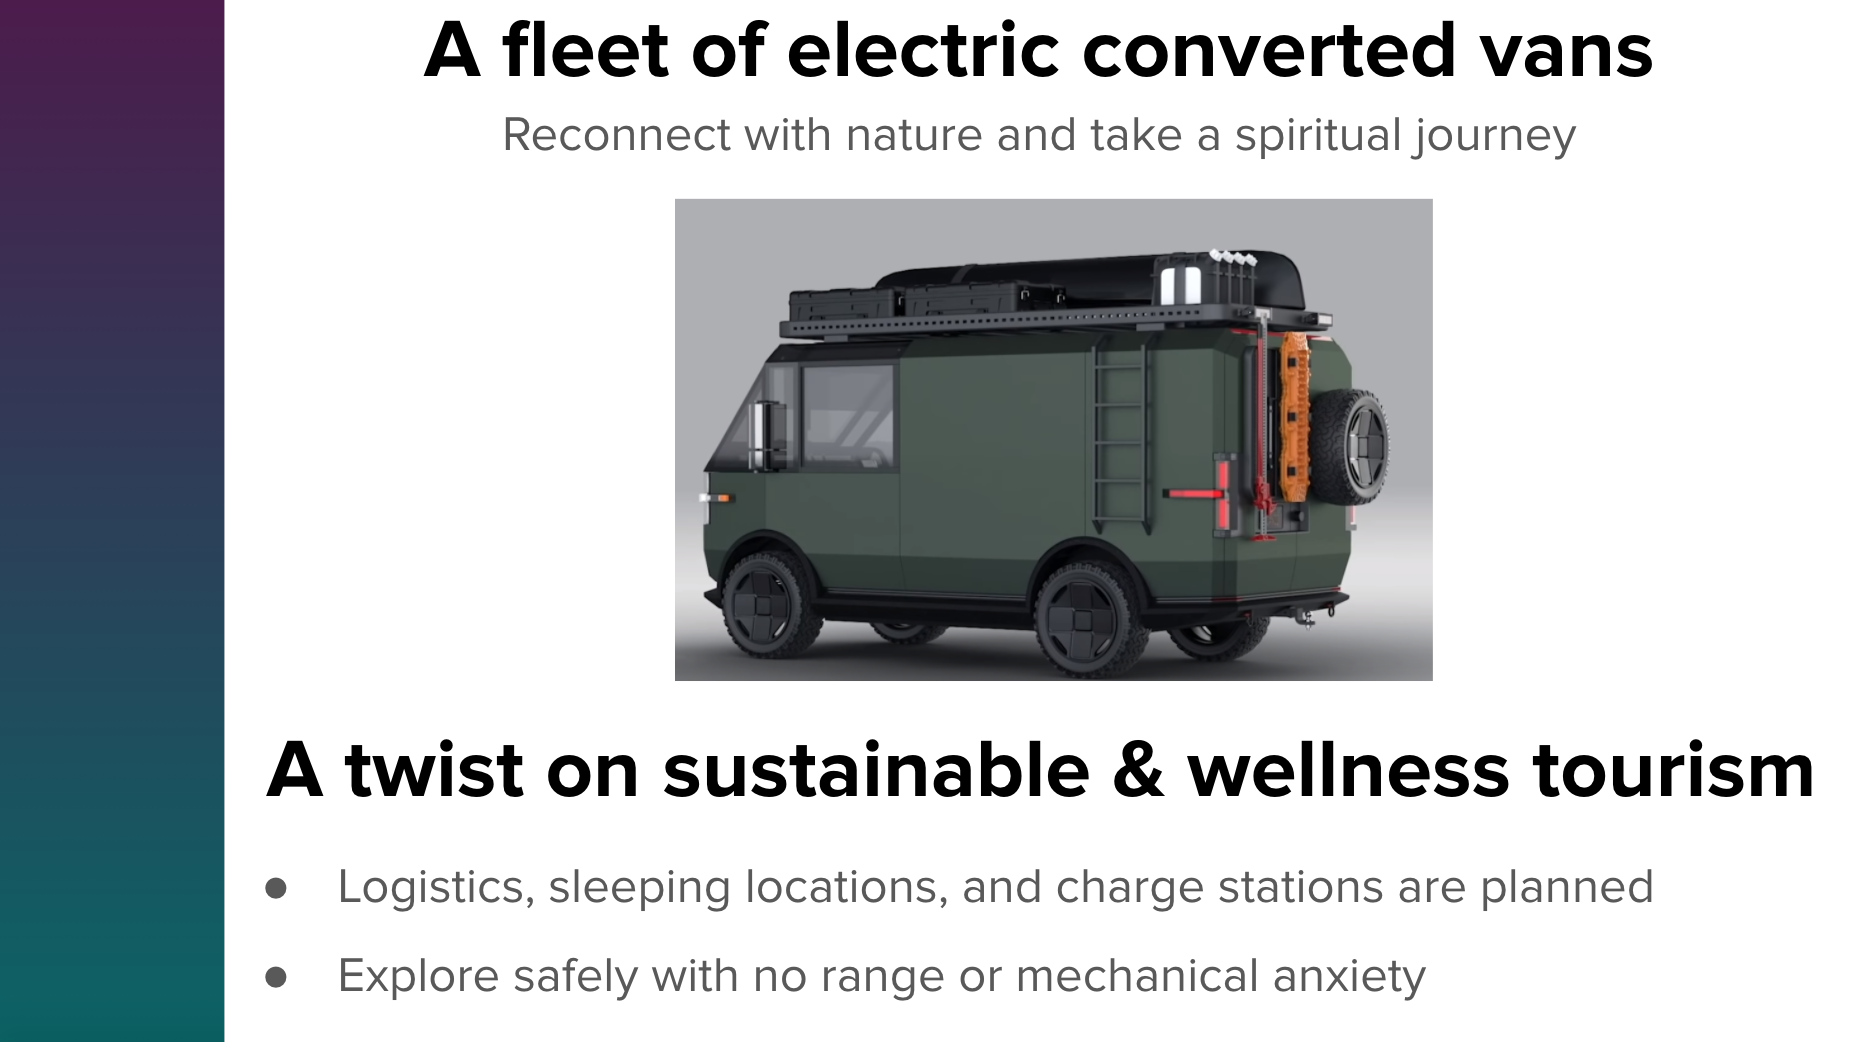 A fleet of electric converted vans
Reconnect with nature and take a spiritual journey
A twist on sustainable & wellness tourism
● Logistics, sleeping locations, and charge stations are planned
● Explore safely with no range or mechanical anxiety